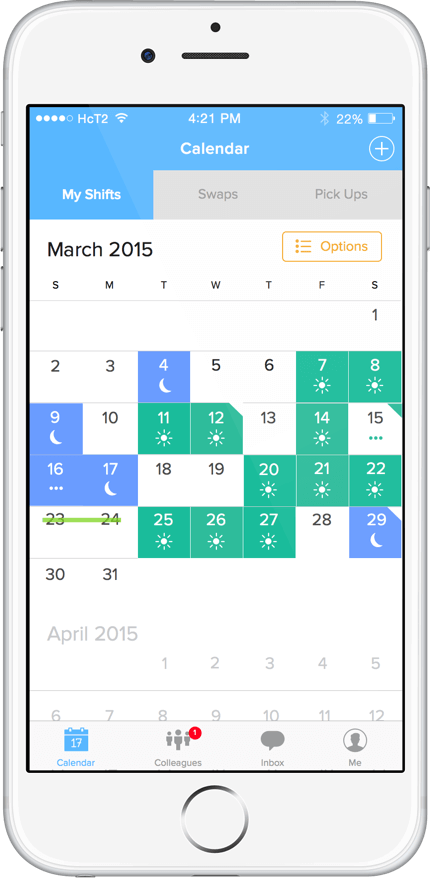 HcT2 4:21 PM 22%
Calendar
My Shifts Swaps Pick Ups
March 2015 Options
S M T W T F S
1
2 3 4 5 6 7 8
9 10 11 12 13 14 15
16 17 18 19 20 21 22
23 24 25 26 27 28 29
30 31
April 2015
1 2 3 4 5
6 7 8 9 10 11 12
17 1
Calendar Colleagues Inbox Me